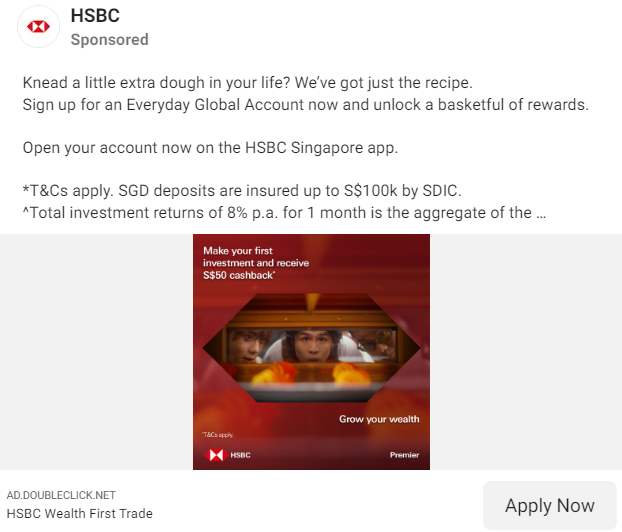 HSBC
Sponsored
Knead a little extra dough in your life? We’ve got just the recipe.
Sign up for an Everyday Global Account now and unlock a basketful of rewards.
Open your account now on the HSBC Singapore app.
*T&Cs apply. SGD deposits are insured up to S$100k by SDIC.
^Total investment returns of 8% p.a. for 1 month is the aggregate of the ...
Make your first
investment and receive
S$50 cashback*
Grow your wealth
*T&Cs apply
HSBC
Premier
AD.DOUBLECLICK.NET
HSBC Wealth First Trade
Apply Now